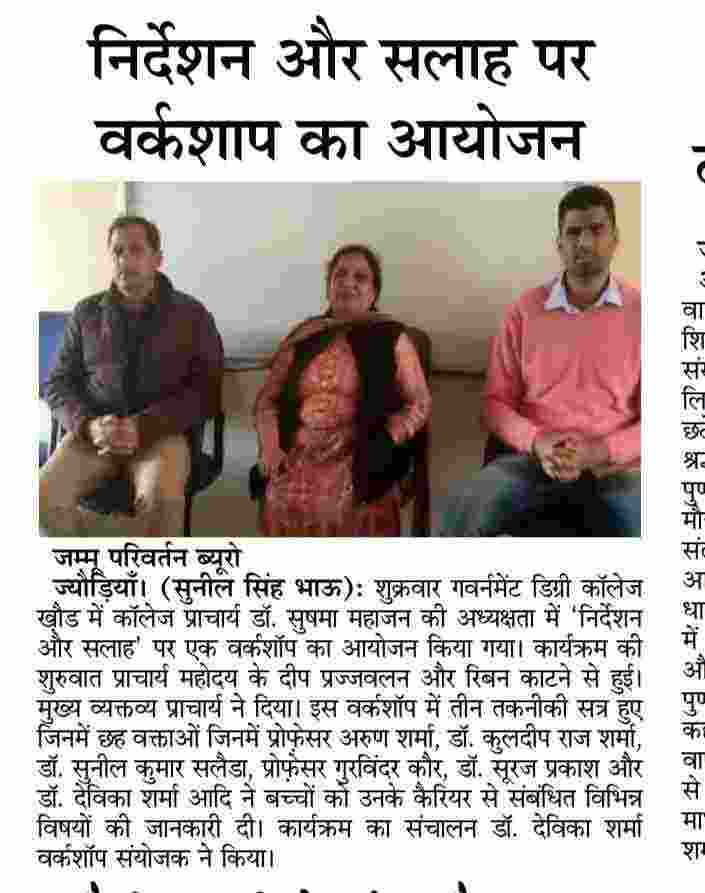 निर्देशन और सलाह पर
वर्कशाप का आयोजन
जम्मू परिवर्तन ब्यूरो
ज्यौड़ियाँ। (सुनील सिंह भाऊ): शुक्रवार गवर्नमेंट डिग्री कॉलेज
खौड में कॉलेज प्राचार्य डॉ. सुषमा महाजन की अध्यक्षता में 'निर्देशन
और सलाह' पर एक वर्कशॉप का आयोजन किया गया। कार्यक्रम की
शुरुवात प्राचार्य महोदय के दीप प्रज्जवलन और रिबन काटने से हुई।
मुख्य व्यक्तव्य प्राचार्य ने दिया। इस वर्कशॉप में तीन तकनीकी सत्र हुए
जिनमें छह वक्ताओं जिनमें प्रोफ़ेसर अरुण शर्मा, डॉ. कुलदीप राज शर्मा,
डॉ. सुनील कुमार सलैडा, प्रोफ़ेसर गुरविंदर कौर, डॉ. सूरज प्रकाश और
डॉ. देविका शर्मा आदि ने बच्चों को उनके कैरियर से संबंधित विभिन्न
विषयों की जानकारी दी। कार्यक्रम का संचालन डॉ. देविका शर्मा
वर्कशॉप संयोजक ने किया।
वा
शि
लि
पुण
में
पुण
से
मा
शर्म